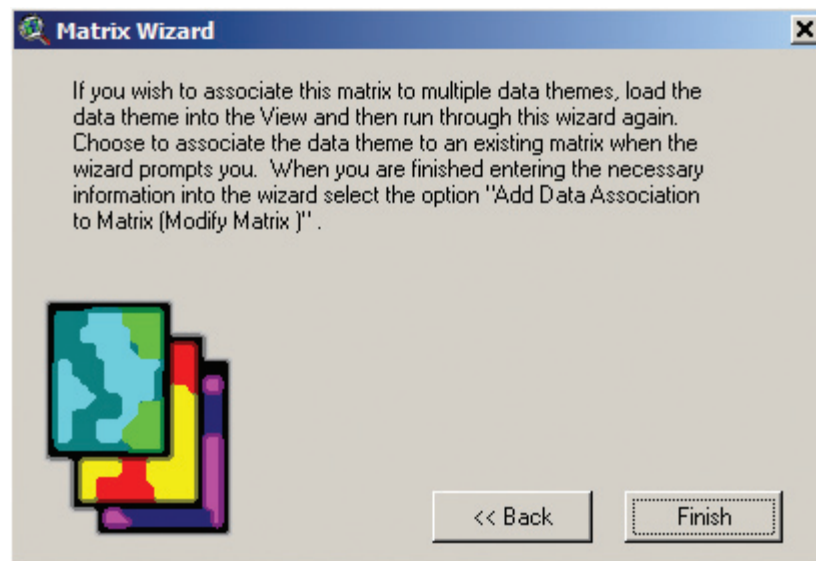 Matrix Wizard
If you wish to associate this matrix to multiple data themes, load the
data theme into the View and then run through this wizard again.
Choose to associate the data theme to an existing matrix when the
wizard prompts you.  When you are finished entering the necessary
information into the wizard select the option "Add Data Association
to Matrix (Modify Matrix )" .
<< Back
Finish